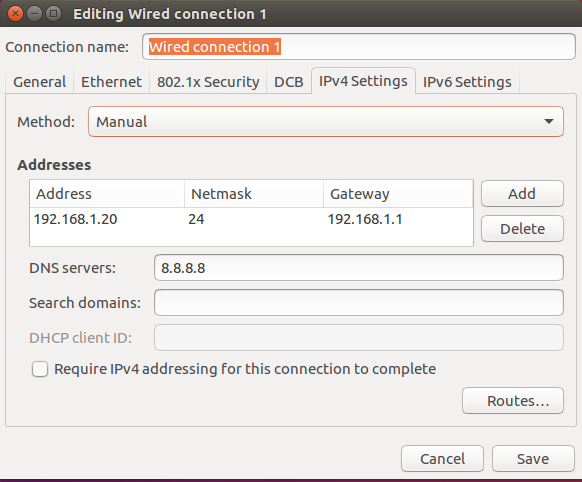 Editing Wired connection 1
Connection name: Wired connection 1
General Ethernet 802.1x Security DCB IPv4 Settings IPv6 Settings
Method: Manual
Addresses
Address Netmask Gateway
192.168.1.20 24 192.168.1.1
Add
Delete
DNS servers: 8.8.8.8
Search domains:
DHCP client ID:
Require IPv4 addressing for this connection to complete
Routes...
Cancel Save